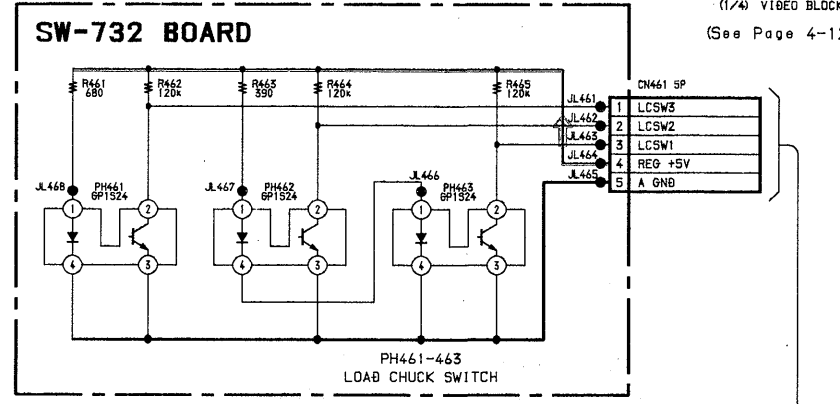 (1/4) VIDEO BLOCK
(See Page 4-12
SW-732 BOARD
R461
680
R462
120K
R463
390
R464
120K
R465
120K
CN461 5P
JL461
1 LCSW3
JL462
2 LCSW2
JL463
3 LCSW1
JL464
4 REG +5V
JL465
5 A GND
JL468
PH461
GP1S24
JL467
PH462
GP1S24
JL466
PH463
GP1S24
1 2 1 2 1 2
4 3 4 3 4 3
PH461-463
LOAD CHUCK SWITCH